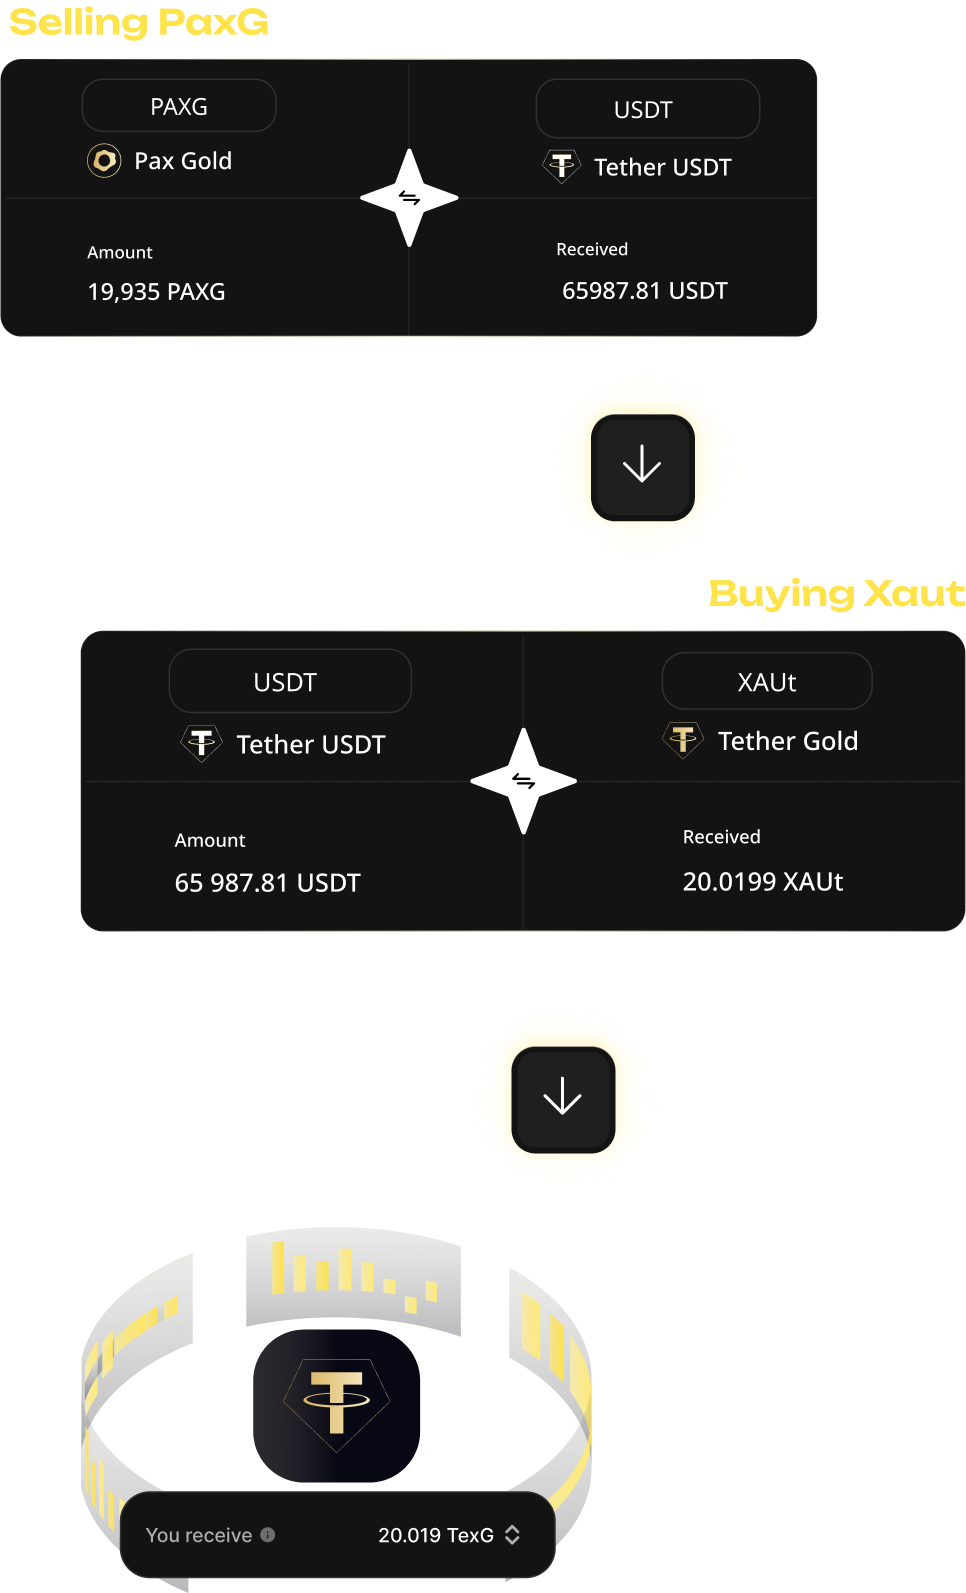 Selling PaxG
PAXG
Pax Gold
USDT
Tether USDT
Amount
19,935 PAXG
Received
65987.81 USDT
Buying Xaut
USDT
Tether USDT
XAUt
Tether Gold
Amount
65 987.81 USDT
Received
20.0199 XAUt
You receive
20.019 TexG